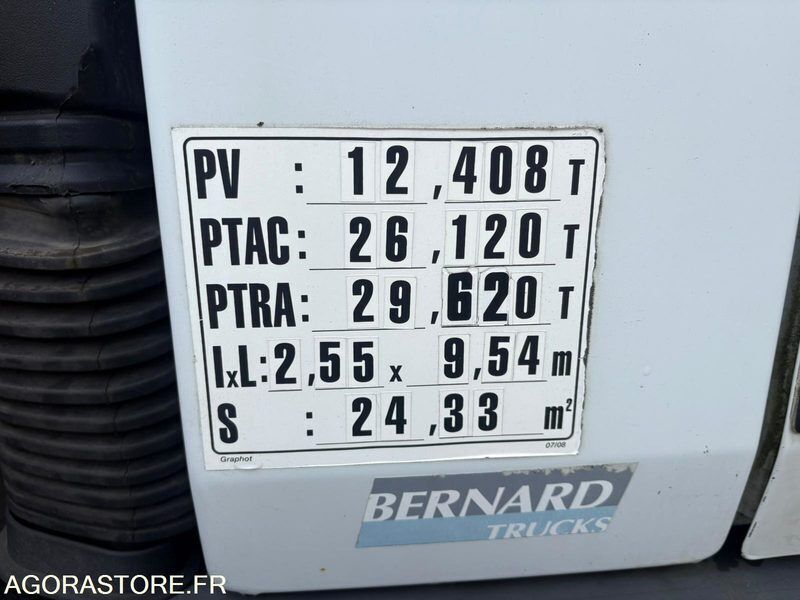 PV : 12,408 T
PTAC: 26,120 T
PTRA: 29,620 T
lxL: 2,55 x 9,54 m
S : 24,33 m²
Graphot 07/08
BERNARD
TRUCKS
AGORASTORE.FR